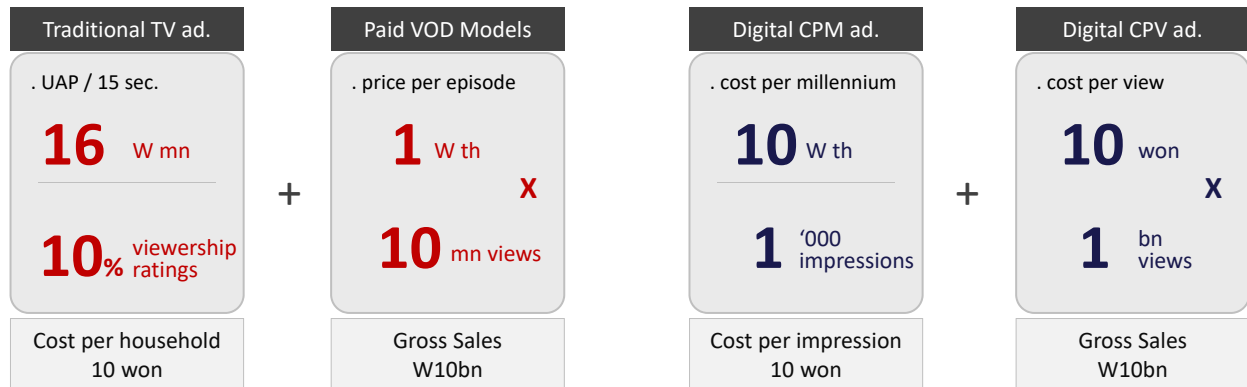 Traditional TV ad.
. UAP / 15 sec.
16 W mn
10% viewership
ratings
Cost per household
10 won
+
Paid VOD Models
. price per episode
1 W th
X
10 mn views
Gross Sales
W10bn
Digital CPM ad.
. cost per millennium
10 W th
1 ‘000
impressions
Cost per impression
10 won
+
Digital CPV ad.
. cost per view
10 won
X
1 bn
views
Gross Sales
W10bn